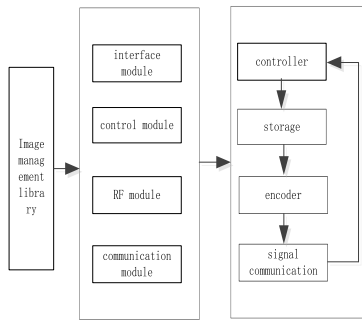 Image
manag
ement
libra
ry
interface
module
control module
RF module
communication
module
controller
storage
encoder
signal
communication